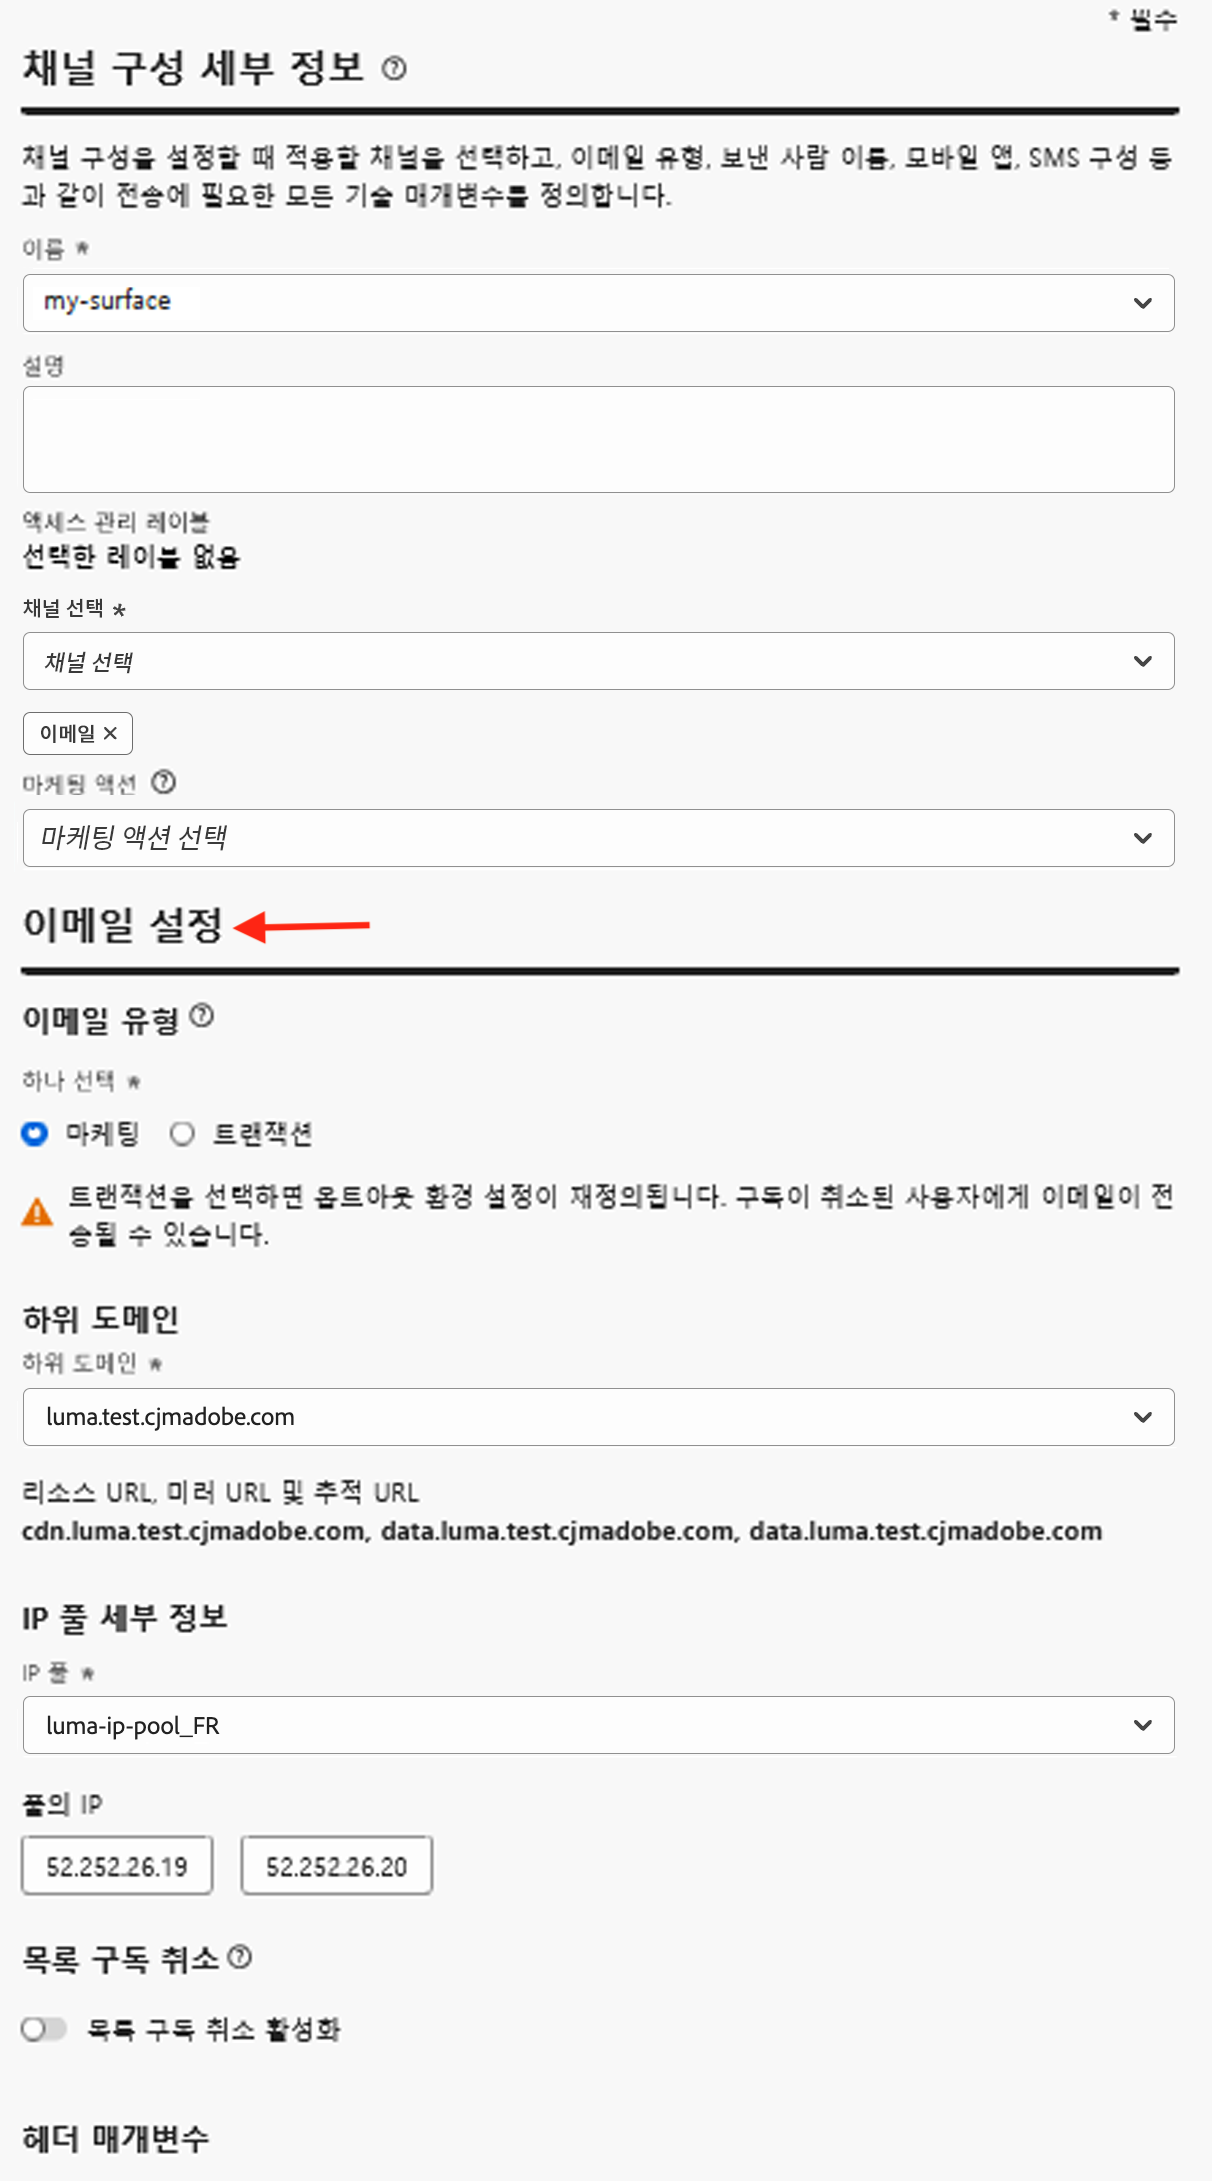 * 필수
채널 구성 세부 정보
채널 구성을 설정할 때 적용할 채널을 선택하고, 이메일 유형, 보낸 사람 이름, 모바일 앱, SMS 구성 등
과 같이 전송에 필요한 모든 기술 매개변수를 정의합니다.
이름 *
my-surface
설명
액세스 관리 레이블
선택한 레이블 없음
채널 선택 *
채널 선택
이메일 ×
마케팅 액션
마케팅 액션 선택
이메일 설정
이메일 유형
하나 선택 *
마케팅 트랜잭션
트랜잭션을 선택하면 옵트아웃 환경 설정이 재정의됩니다. 구독이 취소된 사용자에게 이메일이 전
송될 수 있습니다.
하위 도메인
하위 도메인 *
luma.test.cjmadobe.com
리소스 URL, 미러 URL 및 추적 URL
cdn.luma.test.cjmadobe.com, data.luma.test.cjmadobe.com, data.luma.test.cjmadobe.com
IP 풀 세부 정보
IP 풀 *
luma-ip-pool_FR
풀의 IP
52.252.26.19 52.252.26.20
목록 구독 취소
목록 구독 취소 활성화
헤더 매개변수